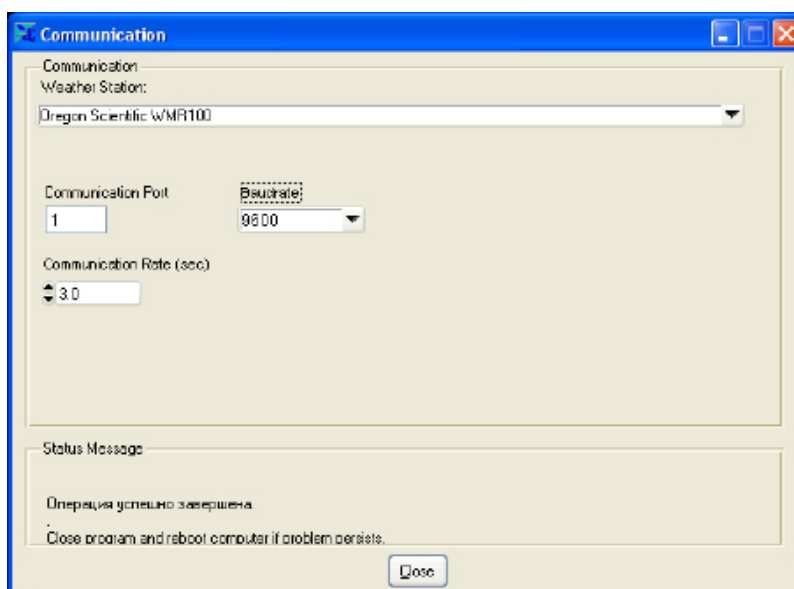 Communication
Communication
Weather Station:
Oregon Scientific WMR100
Communication Port
Baudrate
1
9600
Communication Rate (sec)
3.0
Status Message
Операция успешно завершена
.
Close program and reboot computer if problem persists.
Close